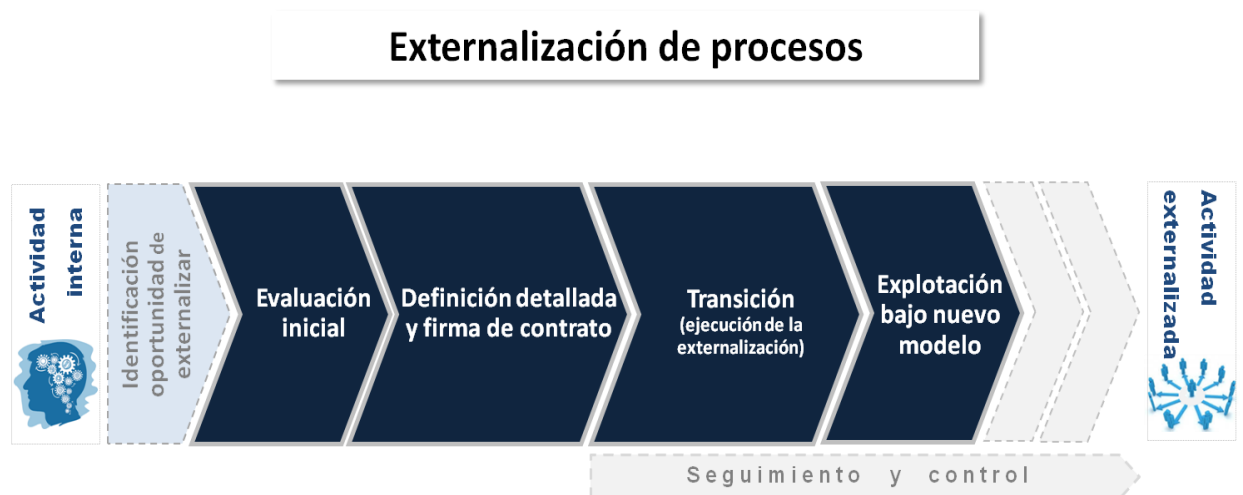 Externalización de procesos
Actividad
interna
Identificación
oportunidad de
externalizar
Evaluación
inicial
Definición detallada
y firma de contrato
Transición
(ejecución de la
externalización)
Explotación
bajo nuevo
modelo
Actividad
externalizada
Seguimiento y control